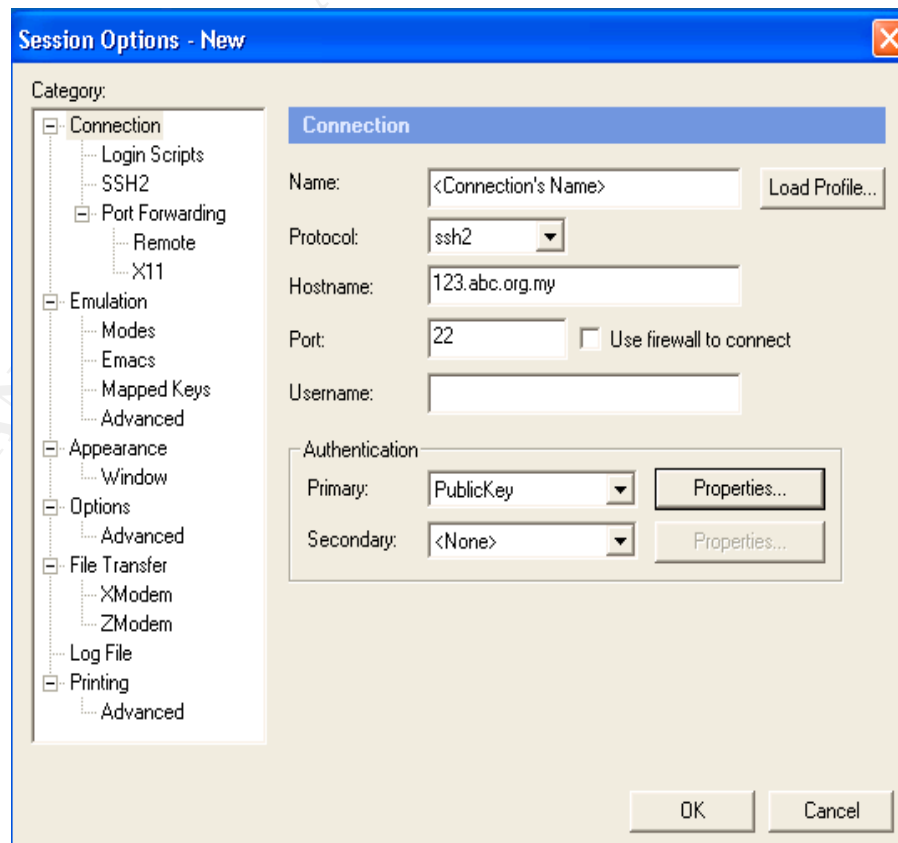 Session Options - New
Category:
Connection
Login Scripts
SSH2
Port Forwarding
Remote
X11
Emulation
Modes
Emacs
Mapped Keys
Advanced
Appearance
Window
Options
Advanced
File Transfer
XModem
ZModem
Log File
Printing
Advanced
Connection
Name: <Connection's Name> Load Profile...
Protocol: ssh2
Hostname: 123.abc.org.my
Port: 22 Use firewall to connect
Username:
Authentication
Primary: PublicKey Properties...
Secondary: <None> Properties...
OK Cancel